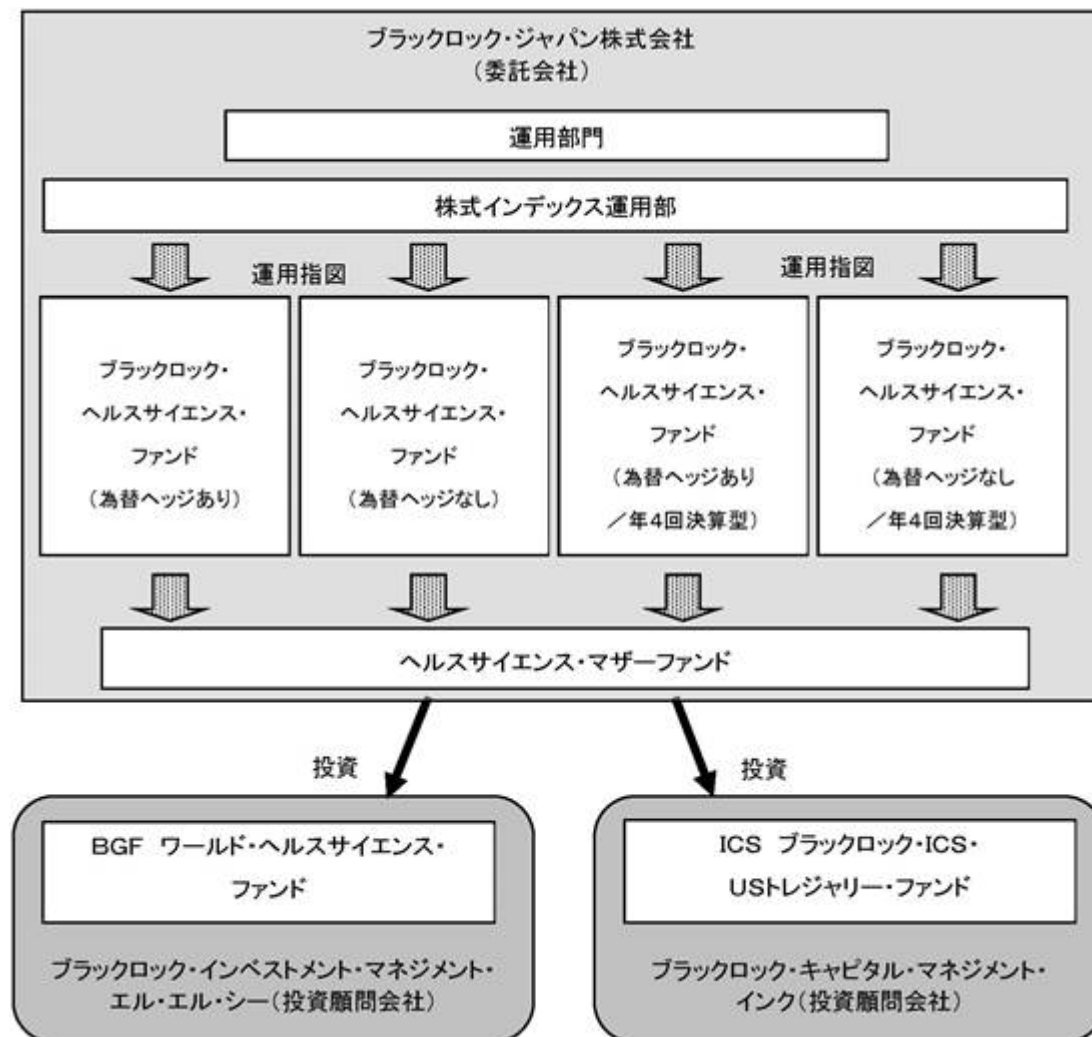 ブラックロック・ジャパン株式会社
（委託会社）
運用部門
株式インデックス運用部
運用指図
運用指図
ブラックロック・
ヘルスサイエンス・
ファンド
（為替ヘッジあり）
ブラックロック・
ヘルスサイエンス・
ファンド
（為替ヘッジなし）
ブラックロック・
ヘルスサイエンス・
ファンド
（為替ヘッジあり
／年4回決算型）
ブラックロック・
ヘルスサイエンス・
ファンド
（為替ヘッジなし
／年4回決算型）
ヘルスサイエンス・マザーファンド
投資
投資
BGF ワールド・ヘルスサイエンス・
ファンド
ブラックロック・インベストメント・マネジメント・
エル・エル・シー（投資顧問会社）
ICS ブラックロック・ICS・
USトレジャリー・ファンド
ブラックロック・キャピタル・マネジメント・
インク（投資顧問会社）